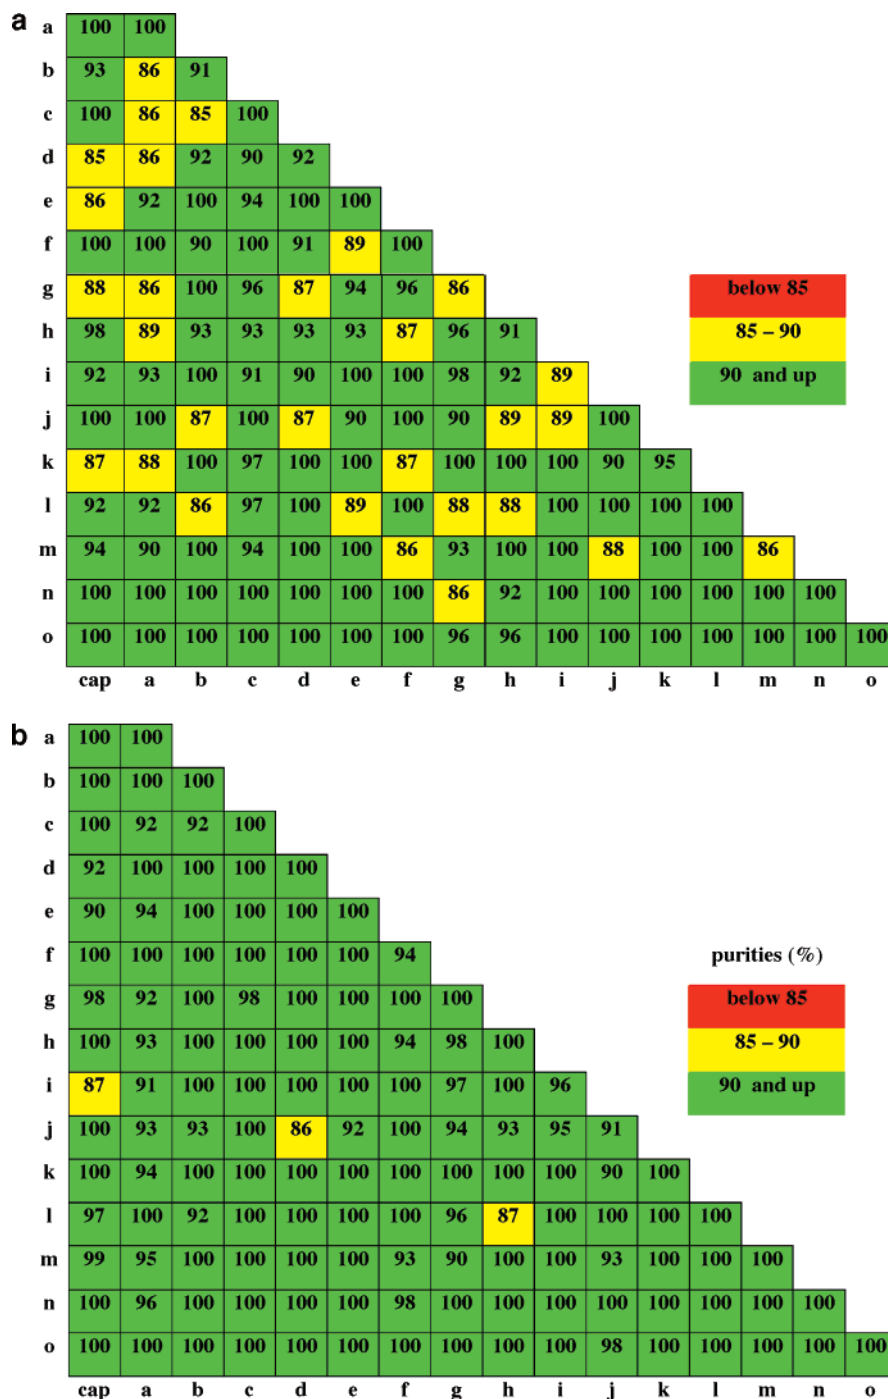 a
a 100 100
b 93 86 91
c 100 86 85 100
d 85 86 92 90 92
e 86 92 100 94 100 100
f 100 100 90 100 91 89 100
g 88 86 100 96 87 94 96 86
below 85
h 98 89 93 93 93 93 87 96 91
85 – 90
i 92 93 100 91 90 100 100 98 92 89
90 and up
j 100 100 87 100 87 90 100 90 89 89 100
k 87 88 100 97 100 100 87 100 100 100 90 95
l 92 92 86 97 100 89 100 88 88 100 100 100 100
m 94 90 100 94 100 100 86 93 100 100 88 100 100 86
n 100 100 100 100 100 100 100 86 92 100 100 100 100 100 100
o 100 100 100 100 100 100 100 96 96 100 100 100 100 100 100 100
cap a b c d e f g h i j k l m n o
b
a 100 100
b 100 100 100
c 100 92 92 100
d 92 100 100 100 100
e 90 94 100 100 100 100
f 100 100 100 100 100 100 94
purities (%)
g 98 92 100 98 100 100 100 100
below 85
h 100 93 100 100 100 100 94 98 100
85 – 90
i 87 91 100 100 100 100 100 97 100 96
90 and up
j 100 93 93 100 86 92 100 94 93 95 91
k 100 94 100 100 100 100 100 100 100 100 90 100
l 97 100 92 100 100 100 100 96 87 100 100 100 100
m 99 95 100 100 100 100 93 90 100 100 93 100 100 100
n 100 96 100 100 100 100 98 100 100 100 100 100 100 100 100
o 100 100 100 100 100 100 100 100 100 100 98 100 100 100 100 100
cap a b c d e f g h i j k l m n o